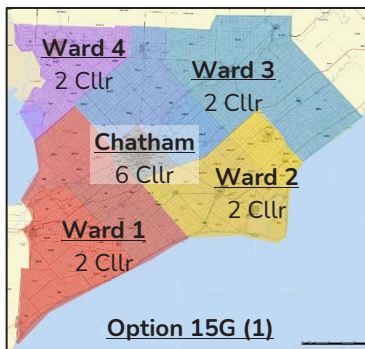 Ward 4
2 Cllr
Ward 3
2 Cllr
Chatham
6 Cllr
Ward 2
2 Cllr
Ward 1
2 Cllr
Option 15G (1)